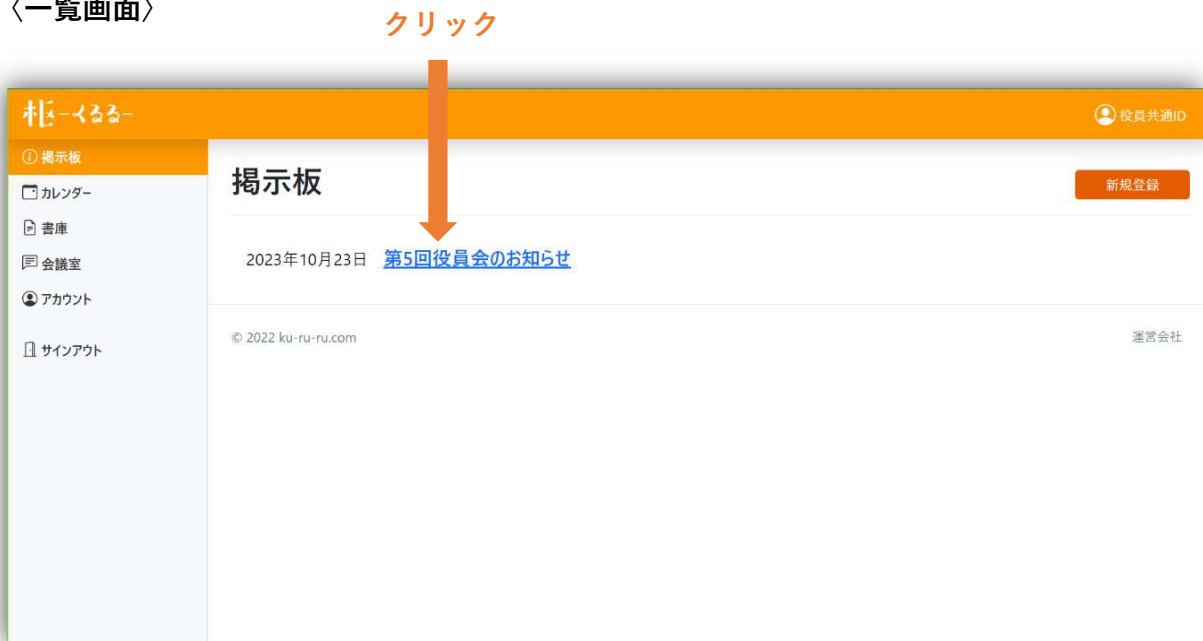 〈一覧画面〉
クリック
枢-くるる-
役員共通ID
掲示板
カレンダー
書庫
会議室
アカウント
サインアウト
掲示板
新規登録
2023年10月23日 第5回役員会のお知らせ
© 2022 ku-ru-ru.com
運営会社